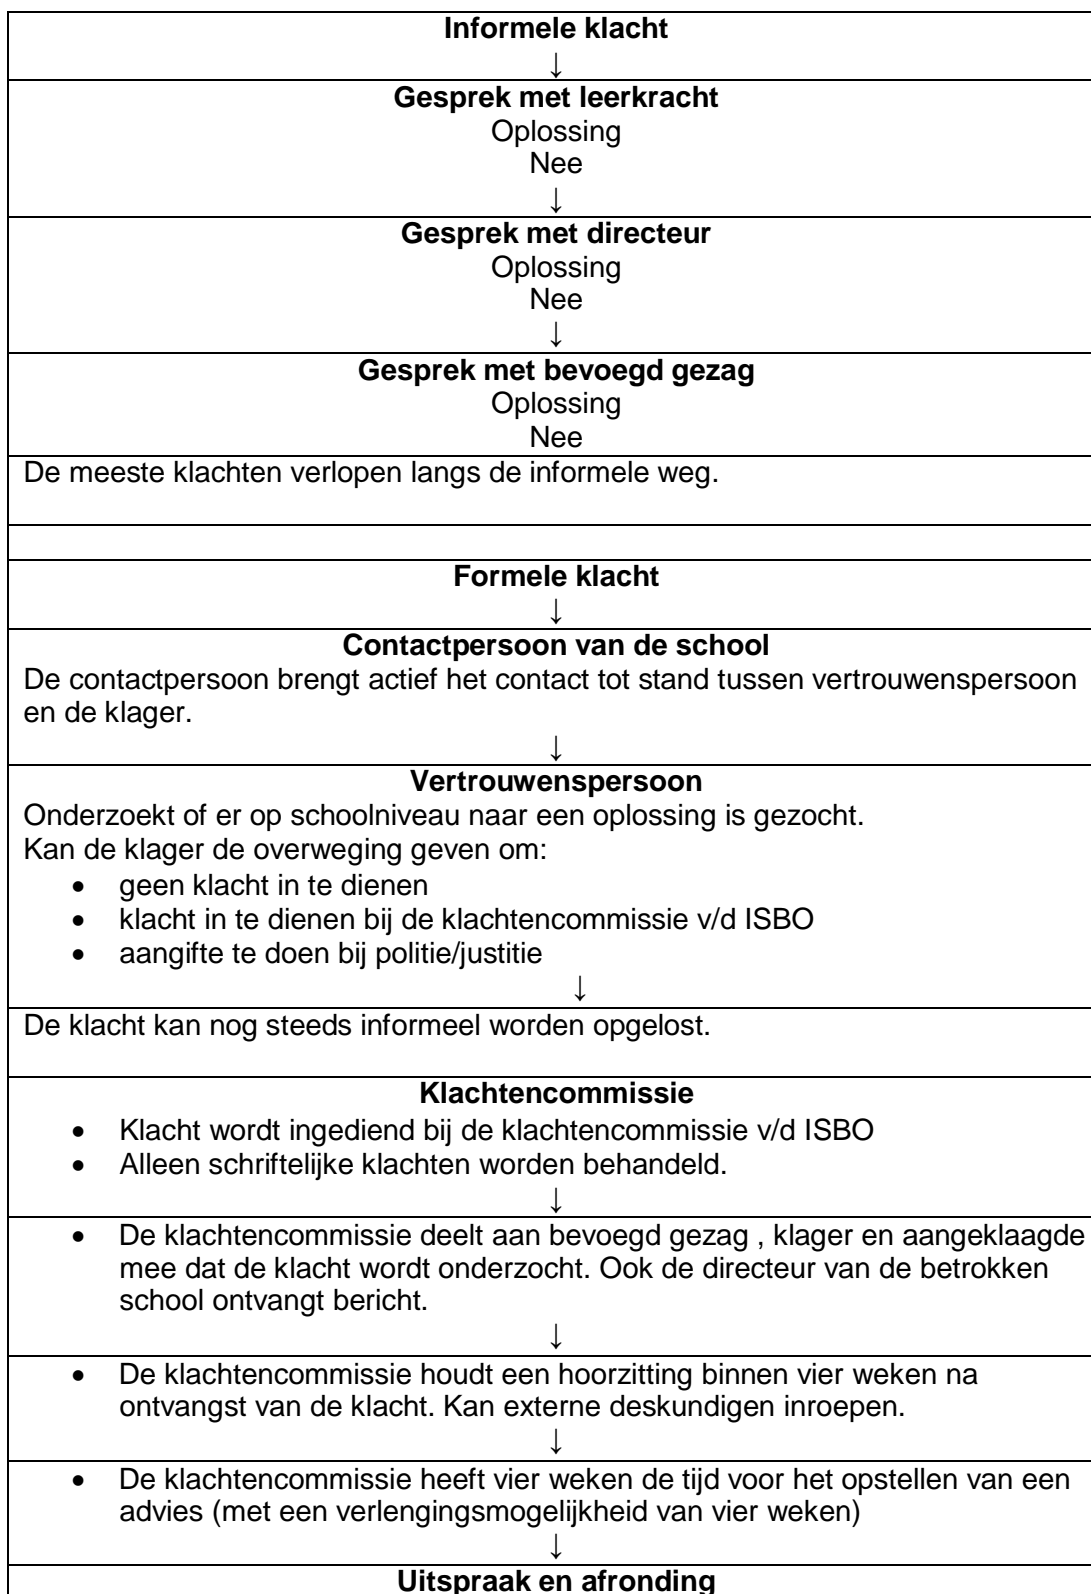 Informele klacht
↓
Gesprek met leerkracht
Oplossing
Nee
↓
Gesprek met directeur
Oplossing
Nee
↓
Gesprek met bevoegd gezag
Oplossing
Nee
De meeste klachten verlopen langs de informele weg.
Formele klacht
↓
Contactpersoon van de school
De contactpersoon brengt actief het contact tot stand tussen vertrouwenspersoon
en de klager.
↓
Vertrouwenspersoon
Onderzoekt of er op schoolniveau naar een oplossing is gezocht.
Kan de klager de overweging geven om:
• geen klacht in te dienen
• klacht in te dienen bij de klachtencommissie v/d ISBO
• aangifte te doen bij politie/justitie
↓
De klacht kan nog steeds informeel worden opgelost.
Klachtencommissie
• Klacht wordt ingediend bij de klachtencommissie v/d ISBO
• Alleen schriftelijke klachten worden behandeld.
↓
• De klachtencommissie deelt aan bevoegd gezag , klager en aangeklaagde
mee dat de klacht wordt onderzocht. Ook de directeur van de betrokken
school ontvangt bericht.
↓
• De klachtencommissie houdt een hoorzitting binnen vier weken na
ontvangst van de klacht. Kan externe deskundigen inroepen.
↓
• De klachtencommissie heeft vier weken de tijd voor het opstellen van een
advies (met een verlengingsmogelijkheid van vier weken)
↓
Uitspraak en afronding